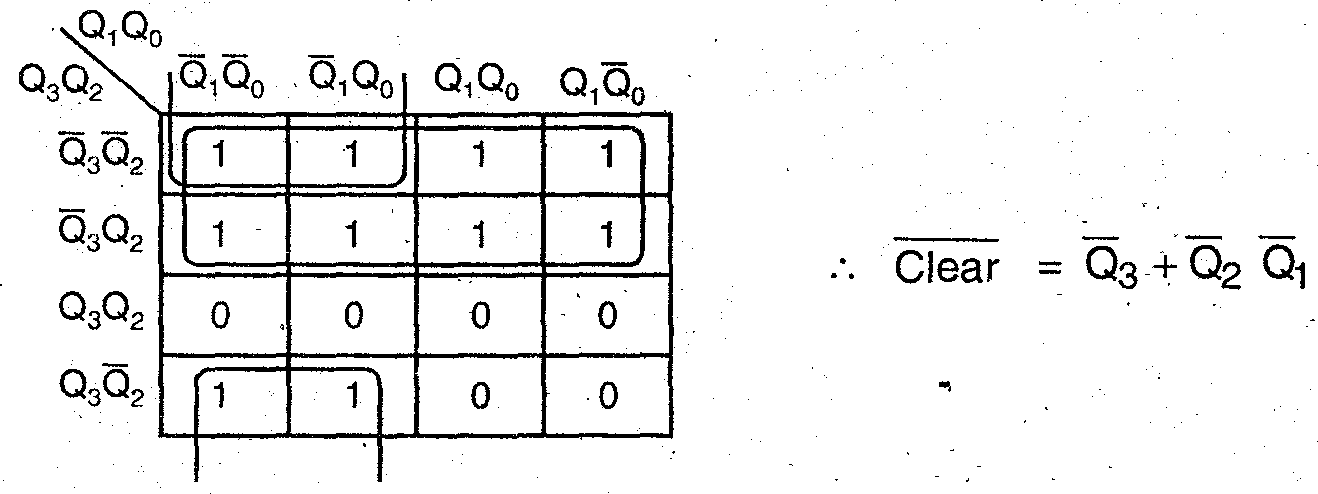 Q₁Q₀
Q₃Q₂ Q̅₁Q̅₀ Q̅₁Q₀ Q₁Q₀ Q₁Q̅₀
Q̅₃Q̅₂ 1 1 1 1
Q̅₃Q₂ 1 1 1 1
∴ C̅l̅e̅a̅r̅ = Q̅₃ + Q̅₂ Q̅₁
Q₃Q₂ 0 0 0 0
Q₃Q̅₂ 1 1 0 0